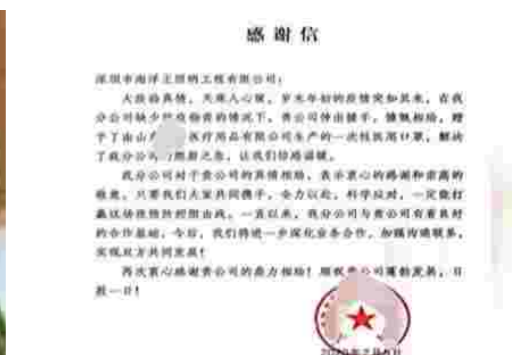 感谢信
深圳市海洋王照明工程有限公司：
大疫给真情，天寒人心暖。岁末年初的疫情突如其来，在我
分公司缺少防疫物资的情况下，贵公司伸出援手，慷慨相助，赠
予了由山 医疗用品有限公司生产的一次性医用口罩，解决
了我分公司 燃眉之急，让我们倍感温暖。
我分公司对于贵公司的真情相助，表示衷心的感谢和崇高的
敬意。只要我们大家共同携手，全力以赴，科学应对，一定能打
赢这场疫情防控阻击战。一直以来，我分公司与贵公司有着良好
的合作基础，今后，我们将进一步深化业务合作，加强沟通联系，
实现双方共同发展！
再次衷心感谢贵公司的鼎力相助！顺祝贵公司蓬勃发展，日
胜一日！